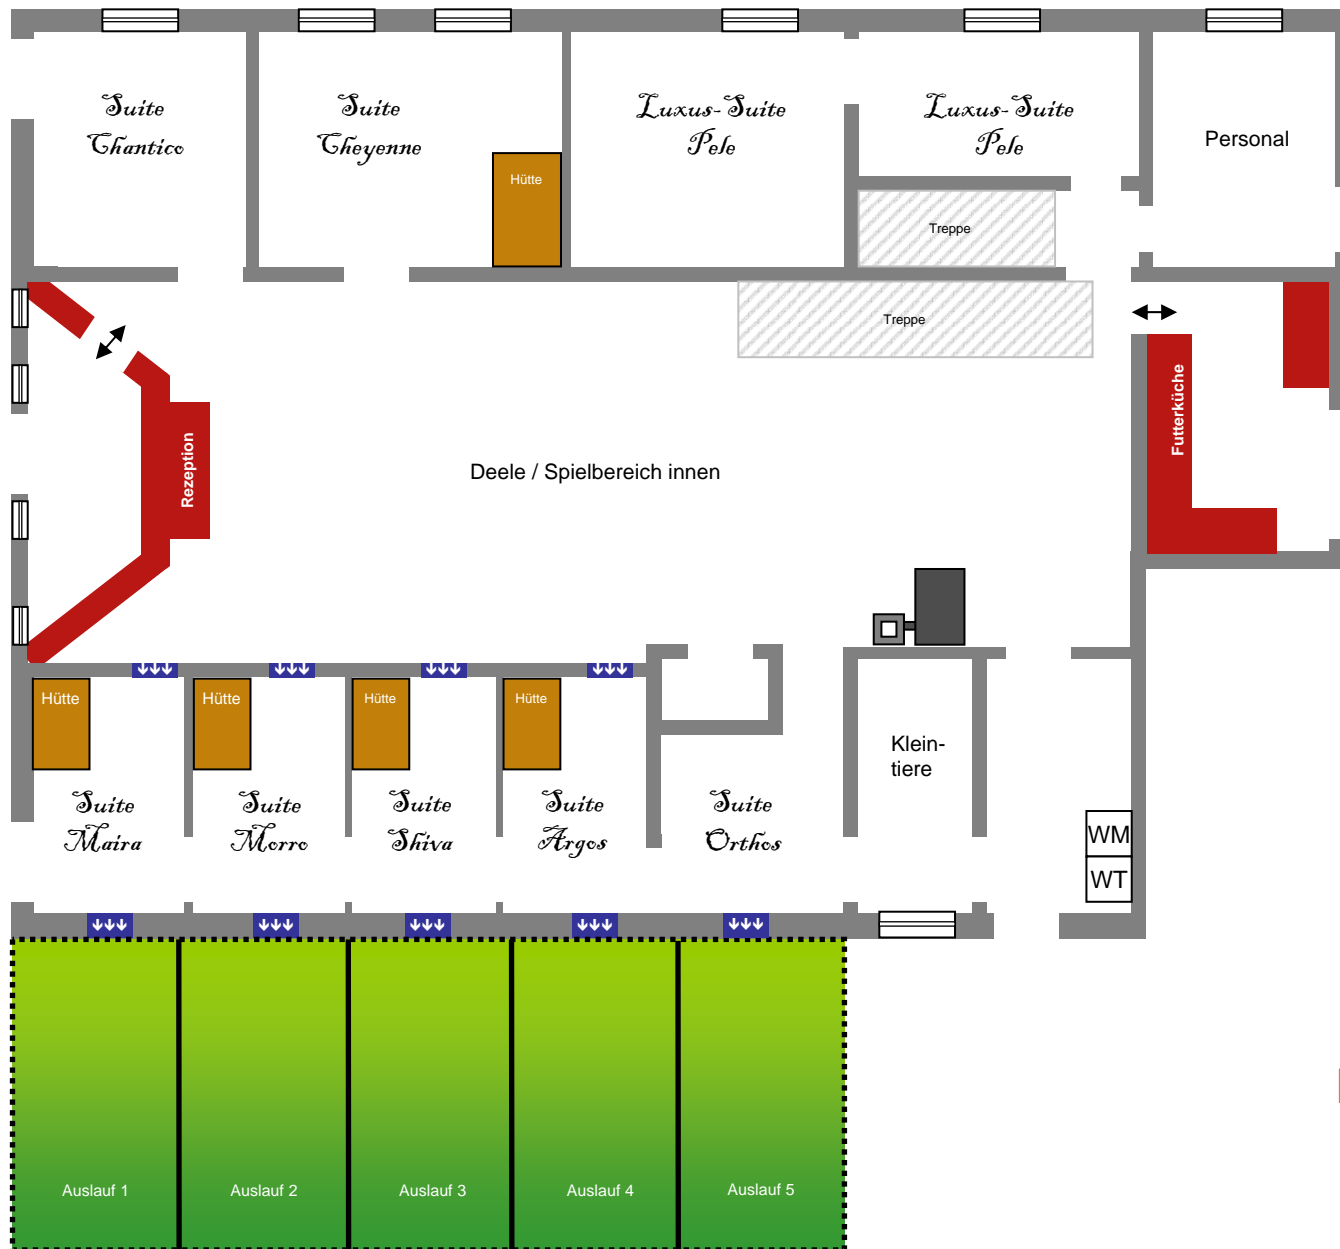 Suite
Chantico
Suite
Cheyenne
Luxus-Suite
Pele
Luxus-Suite
Pele
Personal
Hütte
Treppe
Treppe
Rezeption
Deele / Spielbereich innen
Futterküche
Hütte
Hütte
Hütte
Hütte
Klein-
tiere
Suite
Maira
Suite
Morro
Suite
Shiva
Suite
Argos
Suite
Orthos
WM
WT
Auslauf 1
Auslauf 2
Auslauf 3
Auslauf 4
Auslauf 5